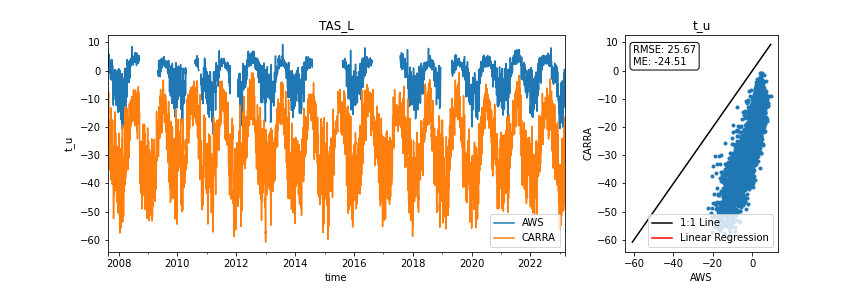 TAS_L
10
0
−10
−20
−30
−40
−50
−60
t_u
2008
2010
2012
2014
2016
2018
2020
2022
time
AWS
CARRA
t_u
RMSE: 25.67
ME: -24.51
10
0
−10
−20
−30
−40
−50
−60
CARRA
1:1 Line
Linear Regression
−60
−40
−20
0
AWS